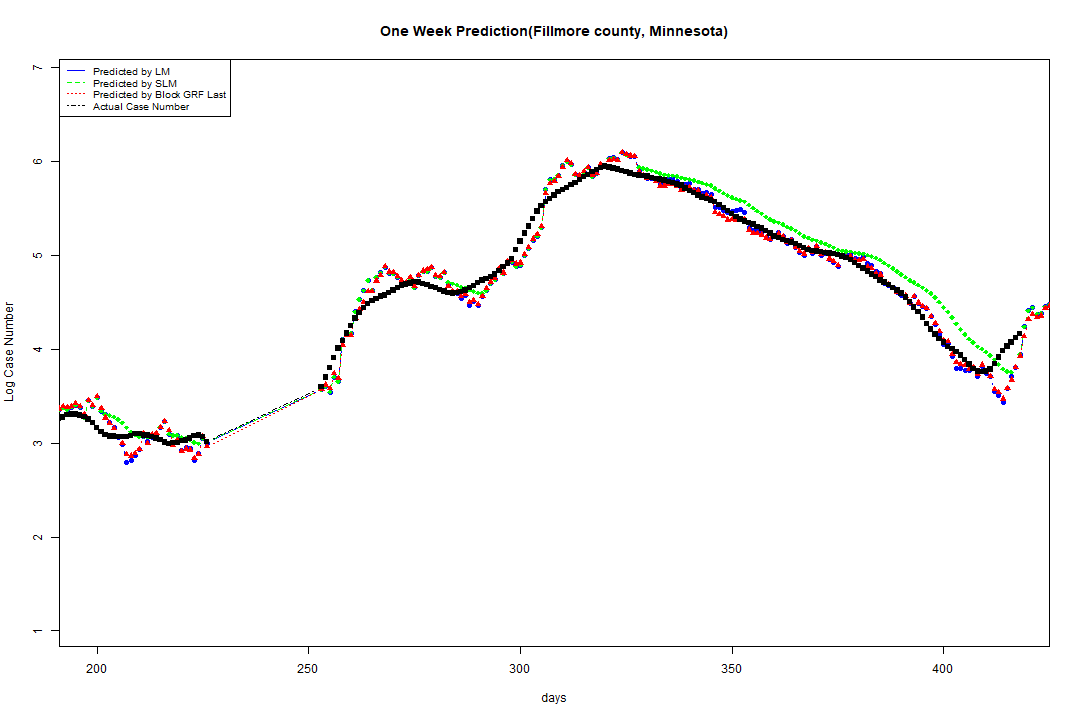 One Week Prediction(Fillmore county, Minnesota)
Predicted by LM
Predicted by SLM
Predicted by Block GRF Last
Actual Case Number
7
6
5
4
3
2
1
Log Case Number
200 250 300 350 400
days